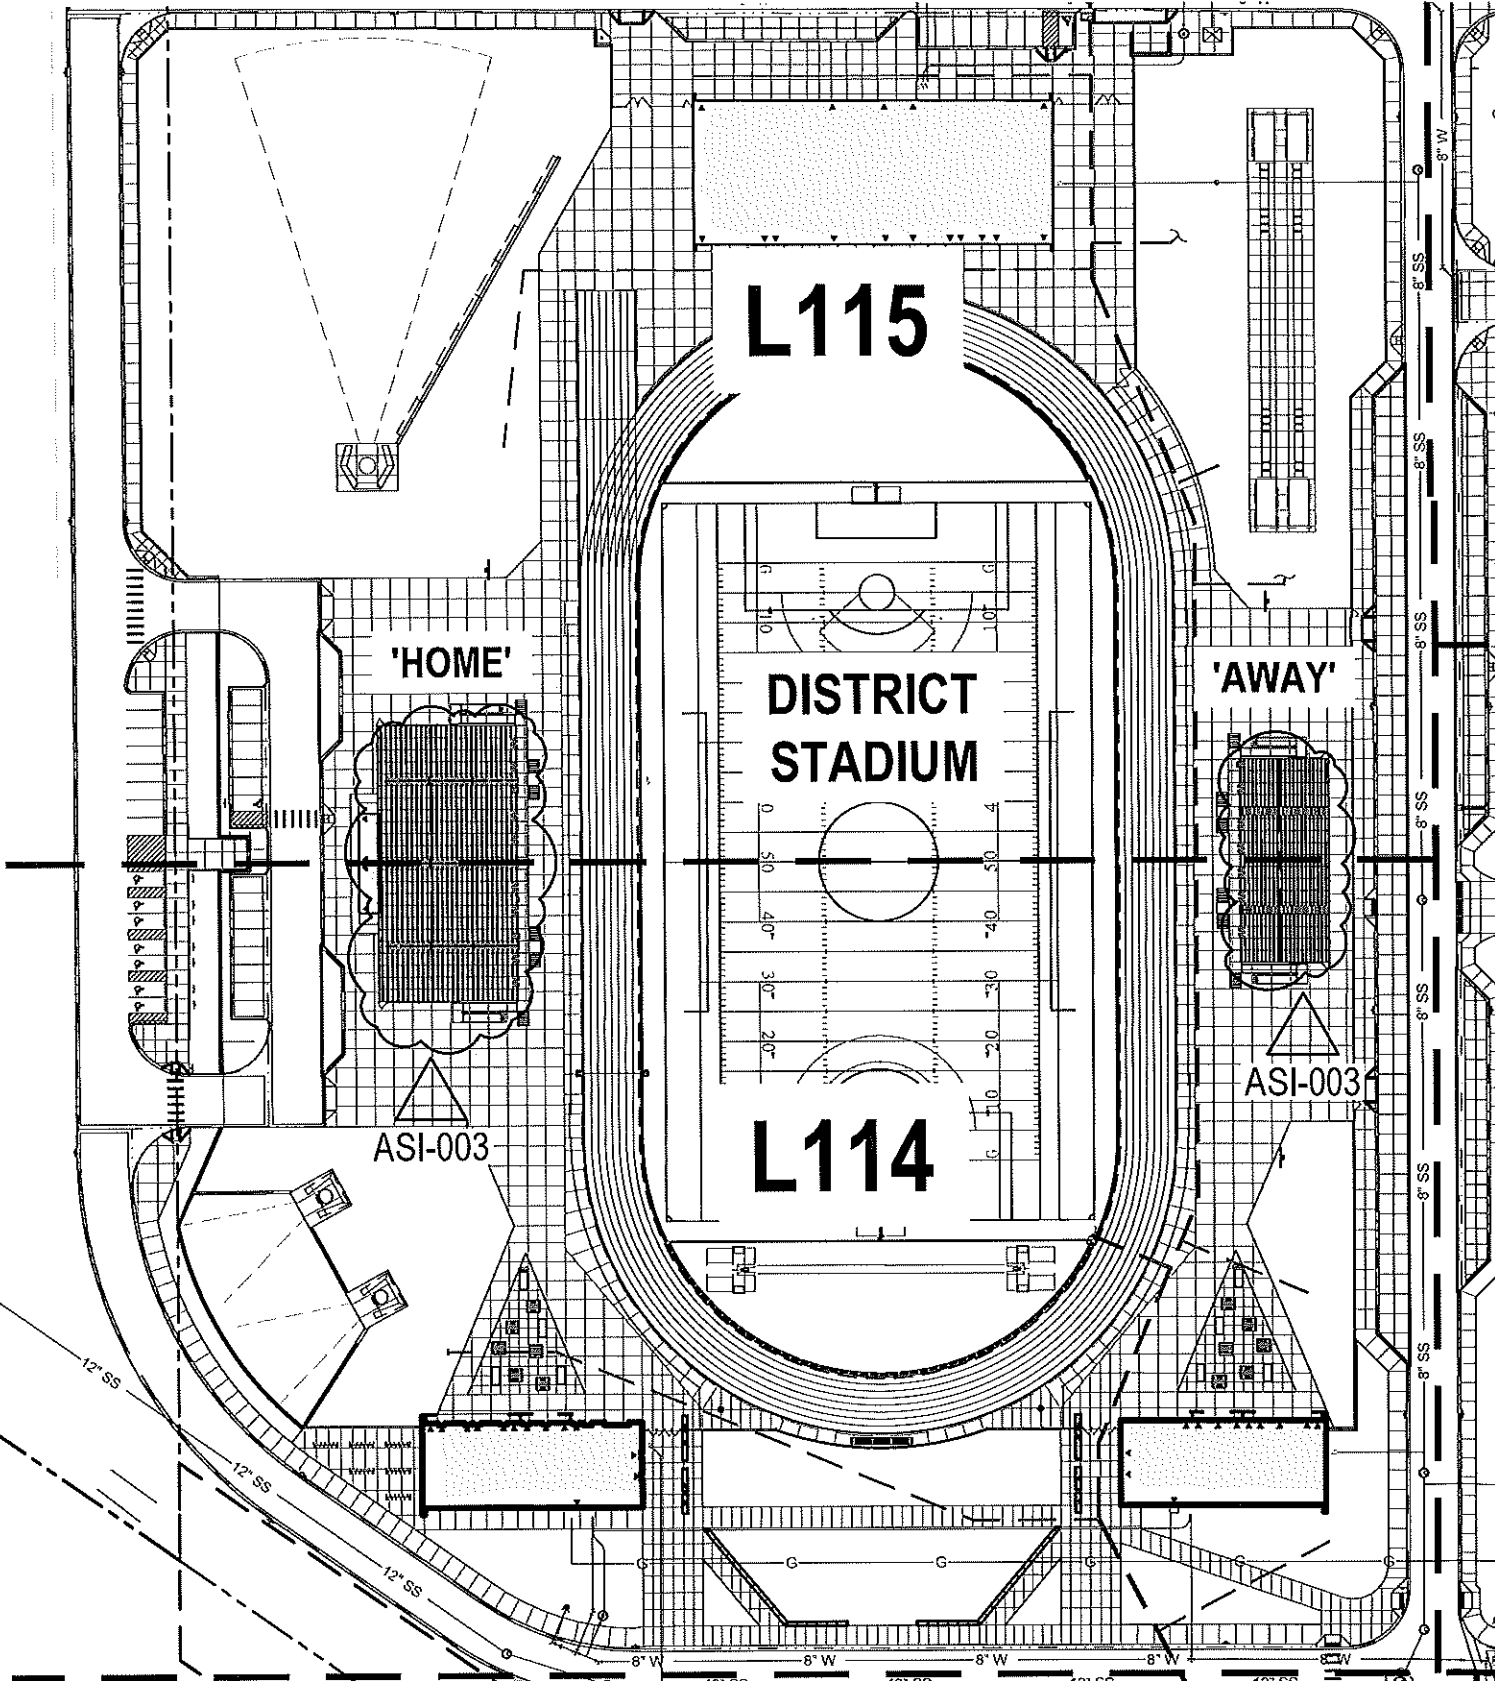 8" W
8" SS
L115
8" SS
G G
10 10
8" SS
'HOME'
'AWAY'
DISTRICT
STADIUM
0 4
8" SS
50 50
40 40
30 30
8" SS
20 20
ASI-003
10
ASI-003
L114
G
8" SS
12" SS
8" SS
12" SS
G G G G G G
12" SS
8" W 8" W 8" W 8" W 8" W